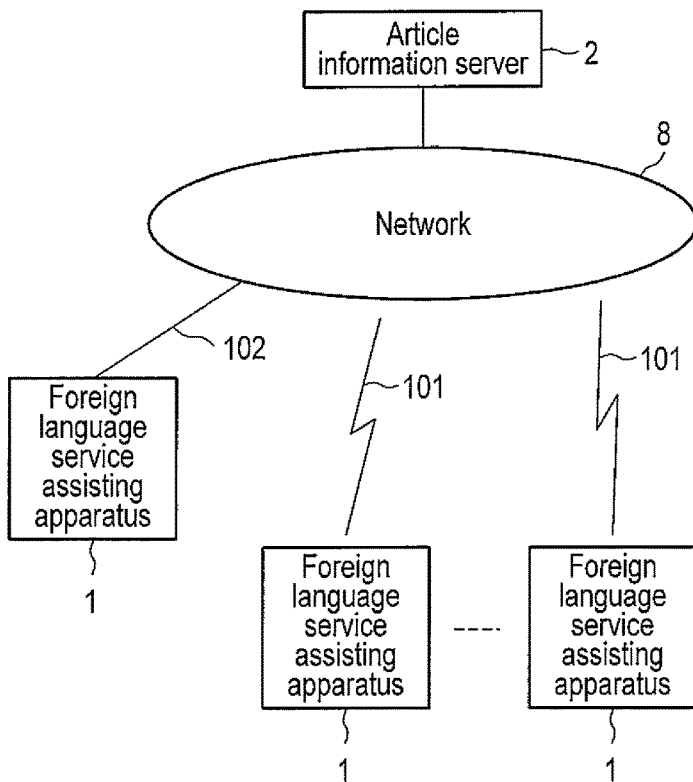 Article
information server
2
8
Network
102
101
101
Foreign
language
service
assisting
apparatus
1
Foreign
language
service
assisting
apparatus
1
Foreign
language
service
assisting
apparatus
1